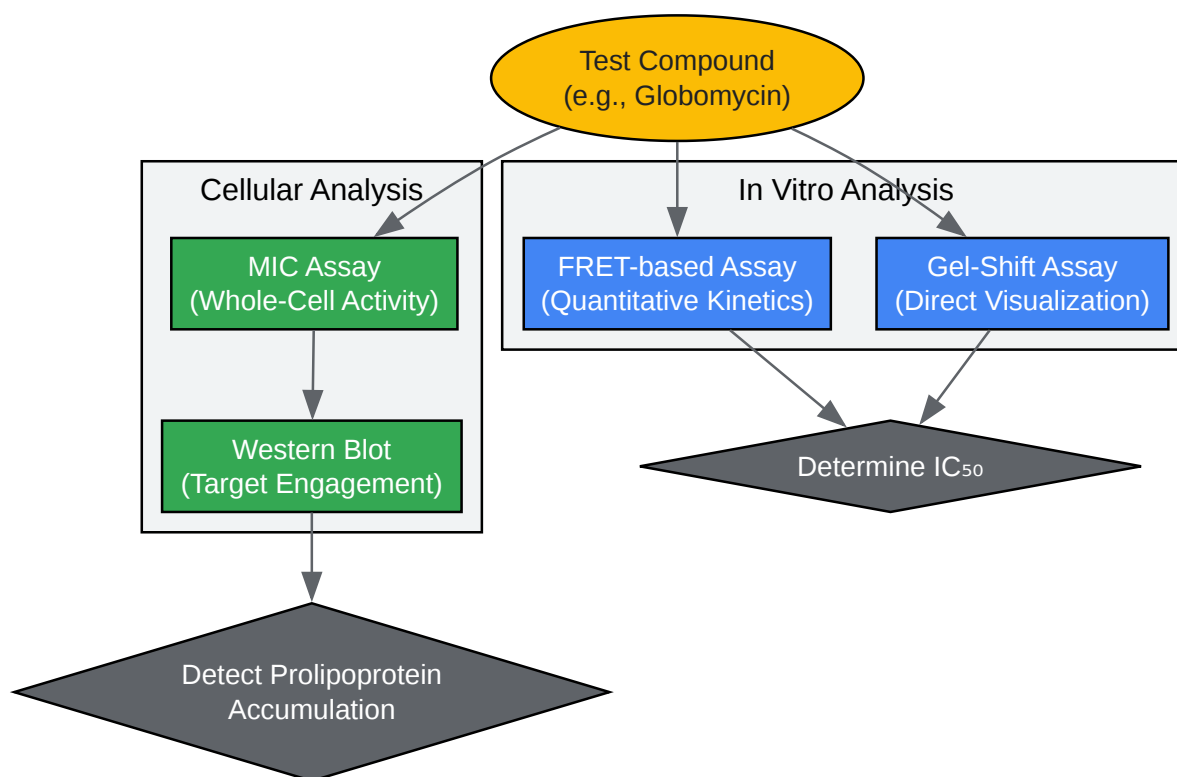 Test Compound
(e.g., Globomycin)
Cellular Analysis
MIC Assay
(Whole-Cell Activity)
Western Blot
(Target Engagement)
Detect Prolipoprotein
Accumulation
In Vitro Analysis
FRET-based Assay
(Quantitative Kinetics)
Gel-Shift Assay
(Direct Visualization)
Determine IC₅₀